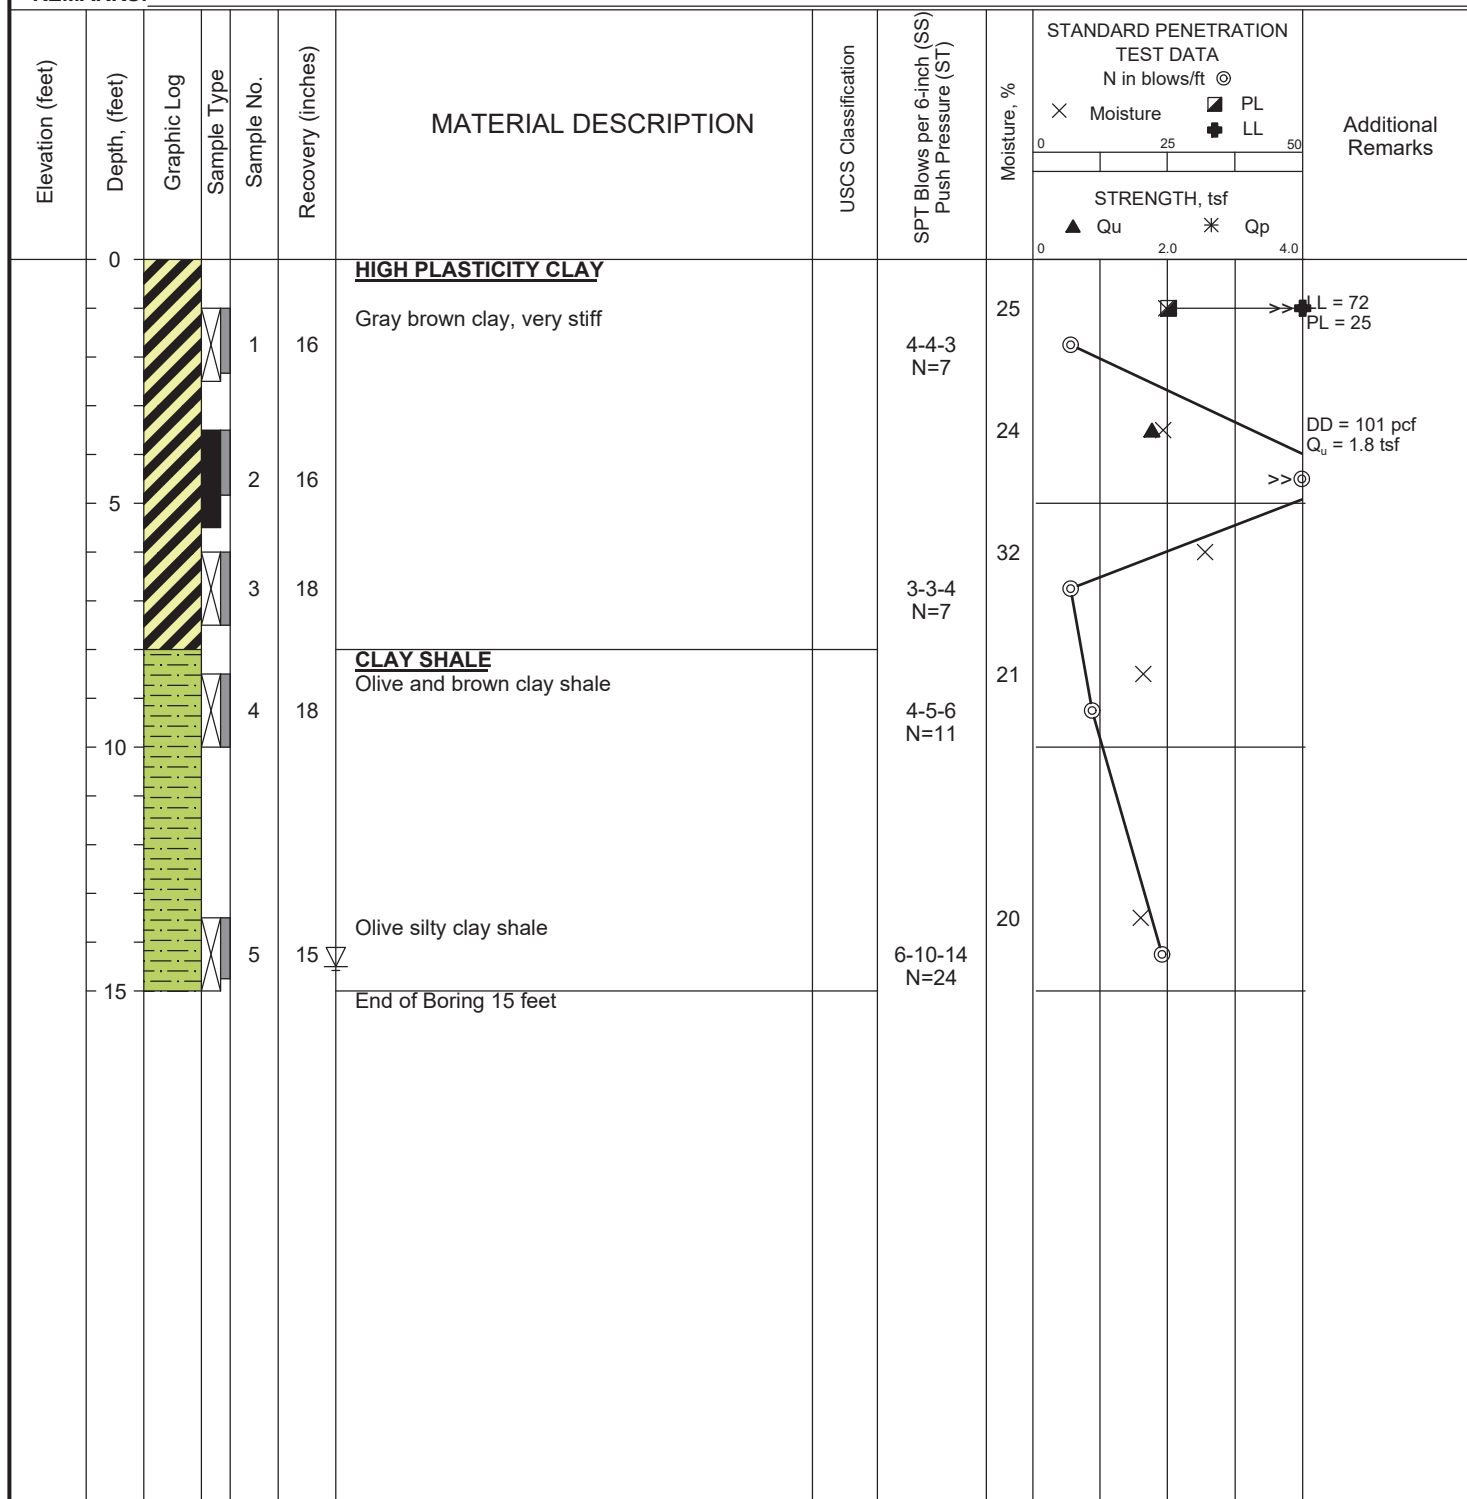 Elevation (feet)
Depth, (feet)
Graphic Log
Sample Type
Sample No.
Recovery (inches)
MATERIAL DESCRIPTION
USCS Classification
SPT Blows per 6-inch (SS)
Push Pressure (ST)
Moisture, %
STANDARD PENETRATION
TEST DATA
N in blows/ft
Moisture
PL
LL
0 25 50
STRENGTH, tsf
Qu Qp
0 2.0 4.0
Additional
Remarks
0
HIGH PLASTICITY CLAY
Gray brown clay, very stiff
25
>>
LL = 72
PL = 25
1 16
4-4-3
N=7
24
DD = 101 pcf
Qu = 1.8 tsf
2 16
>>
5
32
3 18
3-3-4
N=7
CLAY SHALE
Olive and brown clay shale
21
4 18
4-5-6
N=11
10
Olive silty clay shale
20
5 15
6-10-14
N=24
15
End of Boring 15 feet